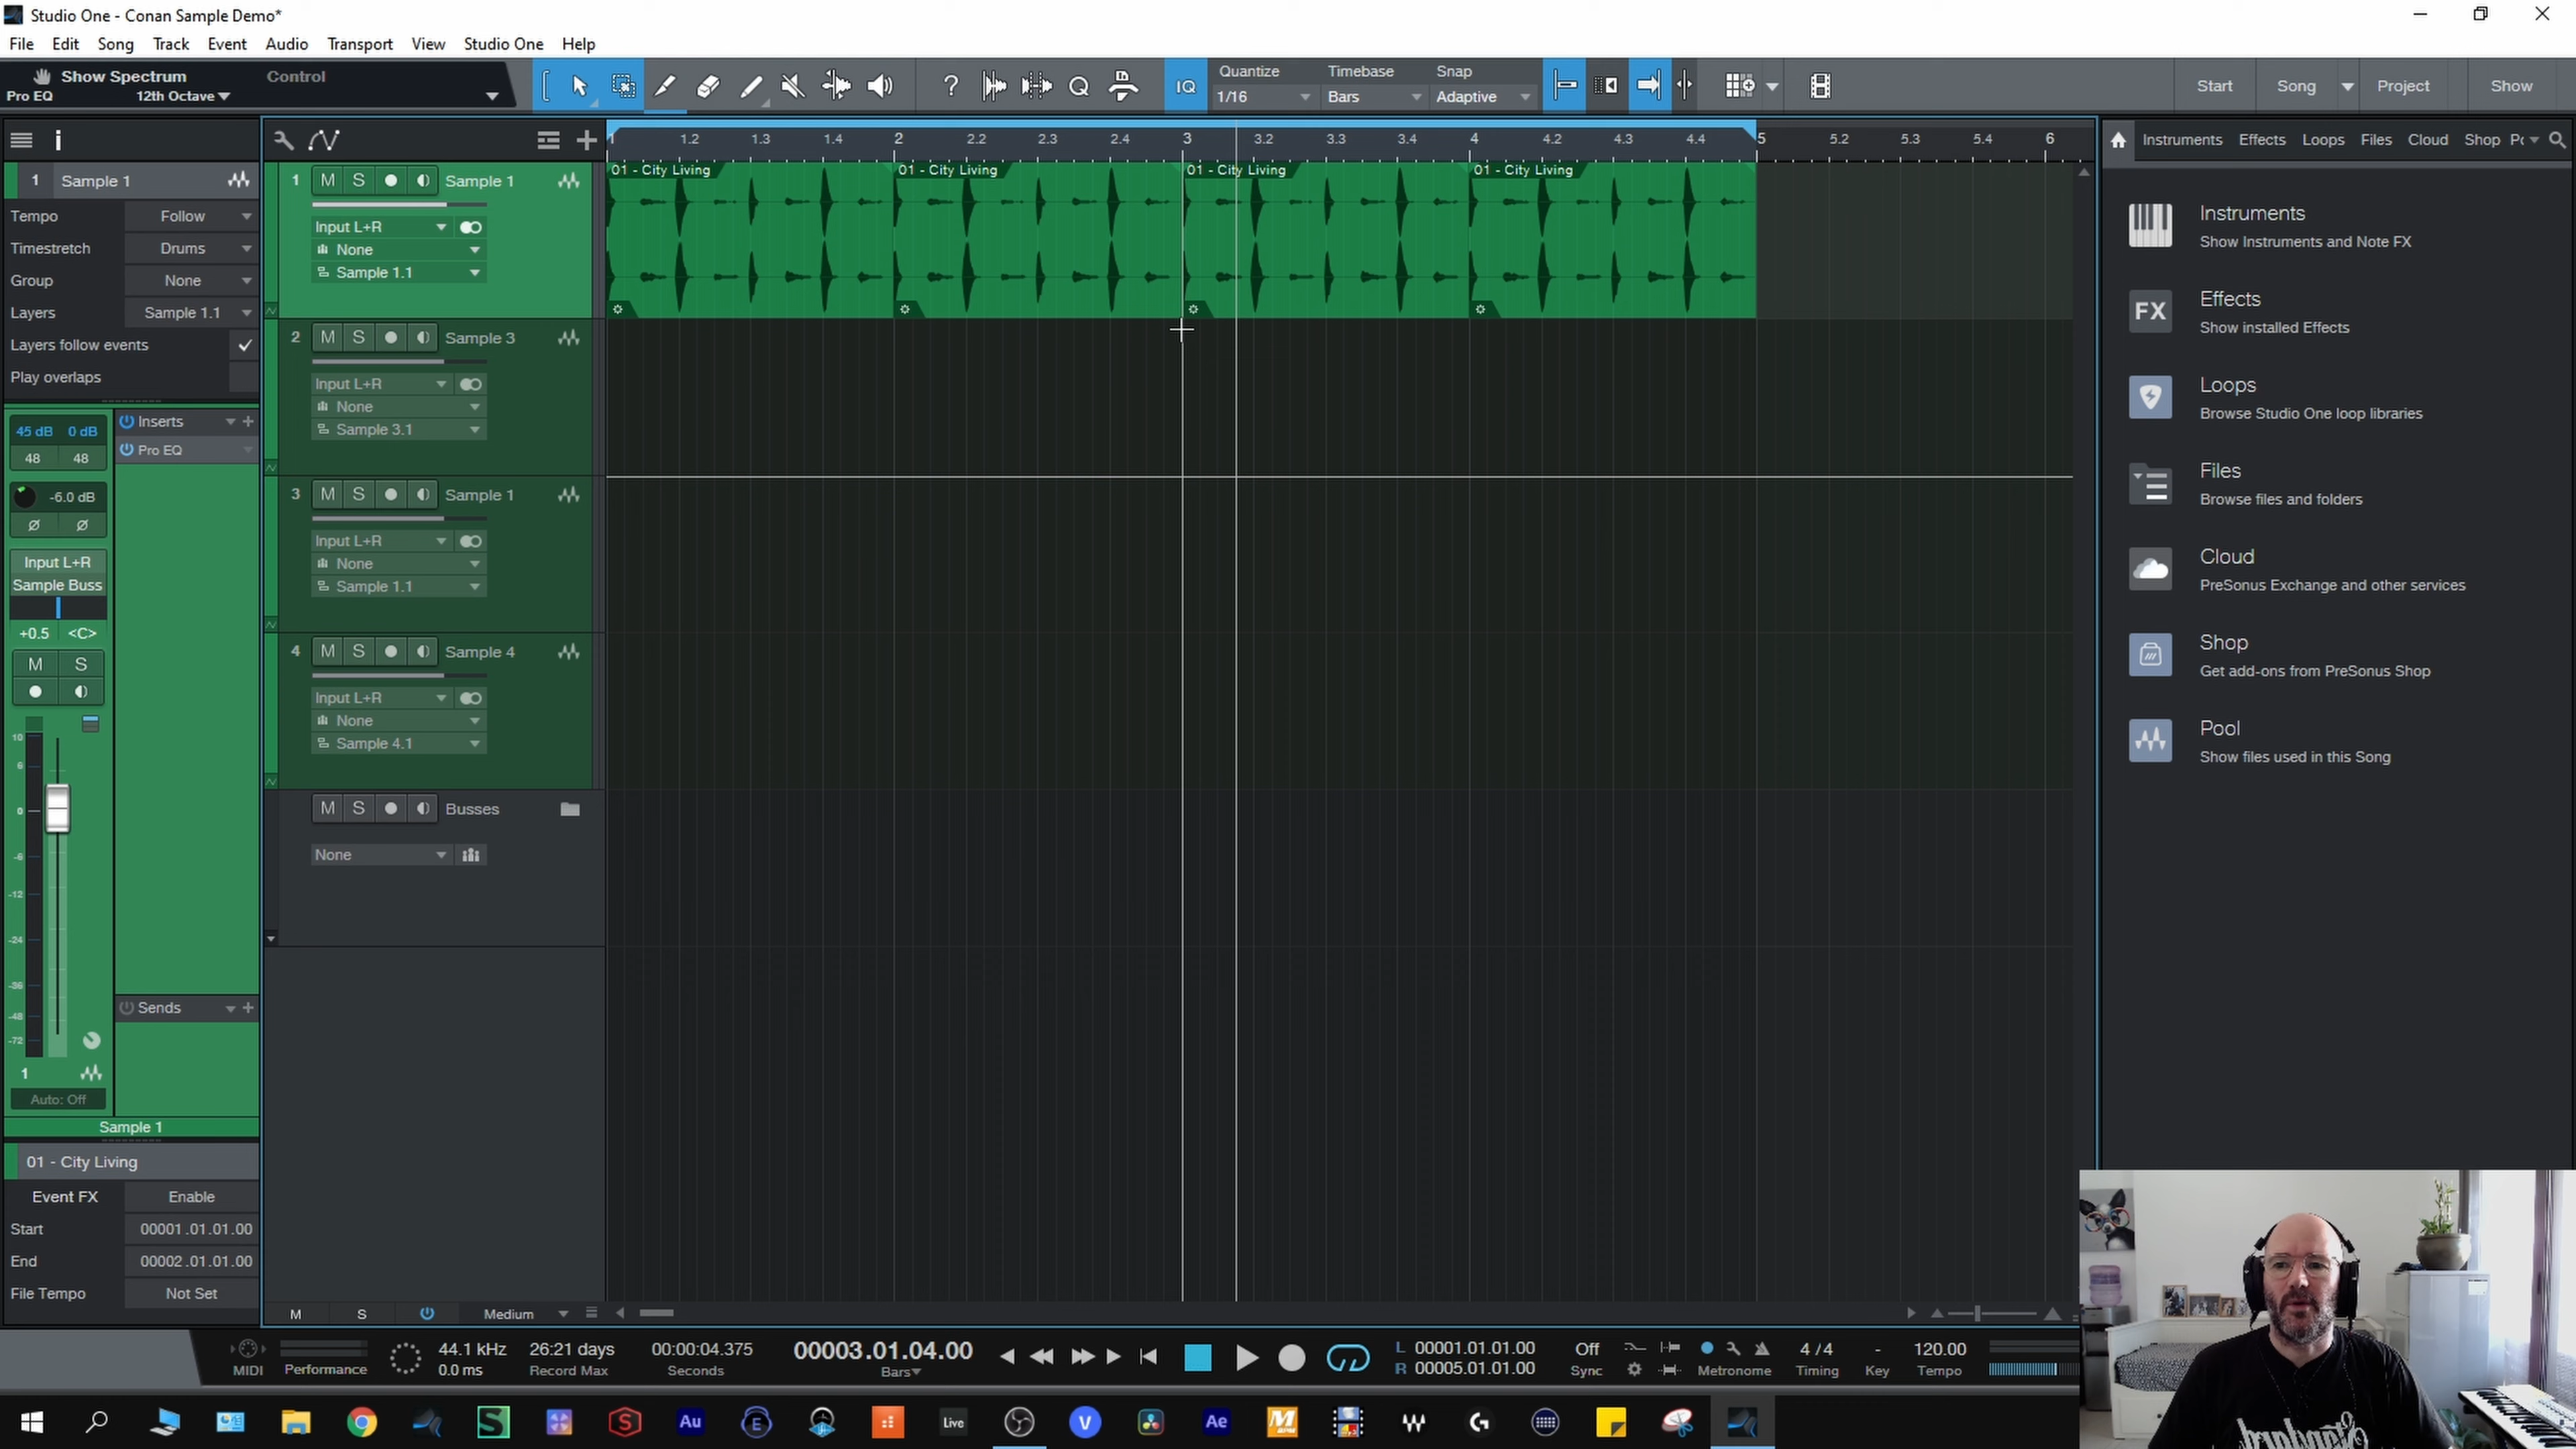 Studio One - Conan Sample Demo*
File Edit Song Track Event Audio Transport View Studio One Help
Show Spectrum Control
Pro EQ 12th Octave
IQ
Quantize Timebase Snap
1/16 Bars Adaptive
Start Song Project Show
1 1.2 1.3 1.4 2 2.2 2.3 2.4 3 3.2 3.3 3.4 4 4.2 4.3 4.4 5 5.2 5.3 5.4 6
Instruments Effects Loops Files Cloud Shop
1 Sample 1
Tempo Follow
Timestretch Drums
Group None
Layers Sample 1.1
Layers follow events
Play overlaps
45 dB 0 dB
48 48
-6.0 dB
Input L+R
Sample Buss
+0.5 <C>
M S
10
6
0
-6
-12
-24
-36
-48
-72
1
Auto: Off
Sample 1
Inserts
Pro EQ
Sends
01 - City Living
Event FX Enable
Start 00001.01.01.00
End 00002.01.01.00
File Tempo Not Set
1 M S Sample 1
Input L+R
None
Sample 1.1
2 M S Sample 3
Input L+R
None
Sample 3.1
3 M S Sample 1
Input L+R
None
Sample 1.1
4 M S Sample 4
Input L+R
None
Sample 4.1
M S Busses
None
01 - City Living 01 - City Living 01 - City Living 01 - City Living
Instruments
Show Instruments and Note FX
FX
Effects
Show installed Effects
Loops
Browse Studio One loop libraries
Files
Browse files and folders
Cloud
PreSonus Exchange and other services
Shop
Get add-ons from PreSonus Shop
Pool
Show files used in this Song
M S Medium
MIDI
Performance
44.1 kHz
0.0 ms
26:21 days
Record Max
00:00:04.375
Seconds
00003.01.04.00
Bars
L 00001.01.01.00
R 00005.01.01.00
Off
Sync
Metronome
4 / 4
Timing
-
Key
120.00
Tempo
S S Au E Live V Ae M W G
Standard